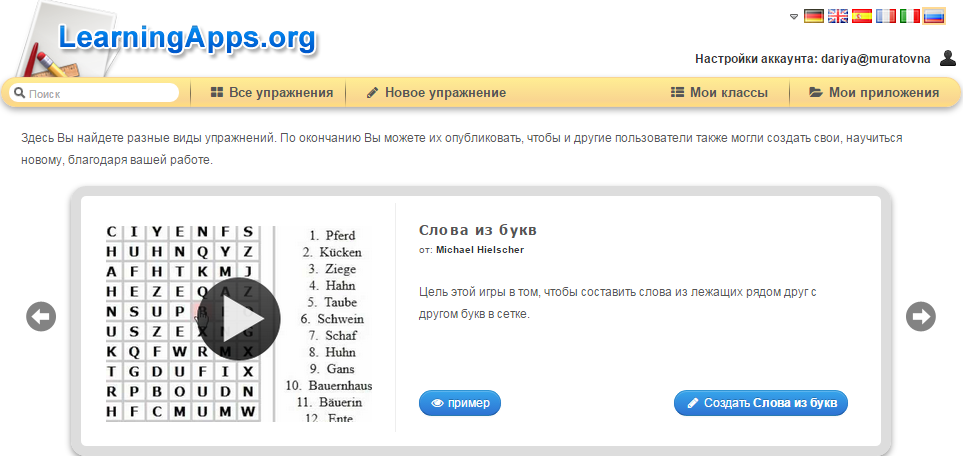 LearningApps.org
Настройки аккаунта: dariya@muratovna
Поиск
Все упражнения
Новое упражнение
Мои классы
Мои приложения
Здесь Вы найдете разные виды упражнений. По окончанию Вы можете их опубликовать, чтобы и другие пользователи также могли создать свои, научиться
новому, благодаря вашей работе.
C I Y E N F S
H U H N Q Y Z
A F H T K M J
H E Z E Q A Z
N S U P
U S Z E X N G
K Q F W R M X
T G D U F I X
R P B O U D N
H F C M U M W
1. Pferd
2. Kücken
3. Ziege
4. Hahn
5. Taube
6. Schwein
7. Schaf
8. Huhn
9. Gans
10. Bauernhaus
11. Bäuerin
12. Ente
Слова из букв
от: Michael Hielscher
Цель этой игры в том, чтобы составить слова из лежащих рядом друг с
другом букв в сетке.
пример
Создать Слова из букв